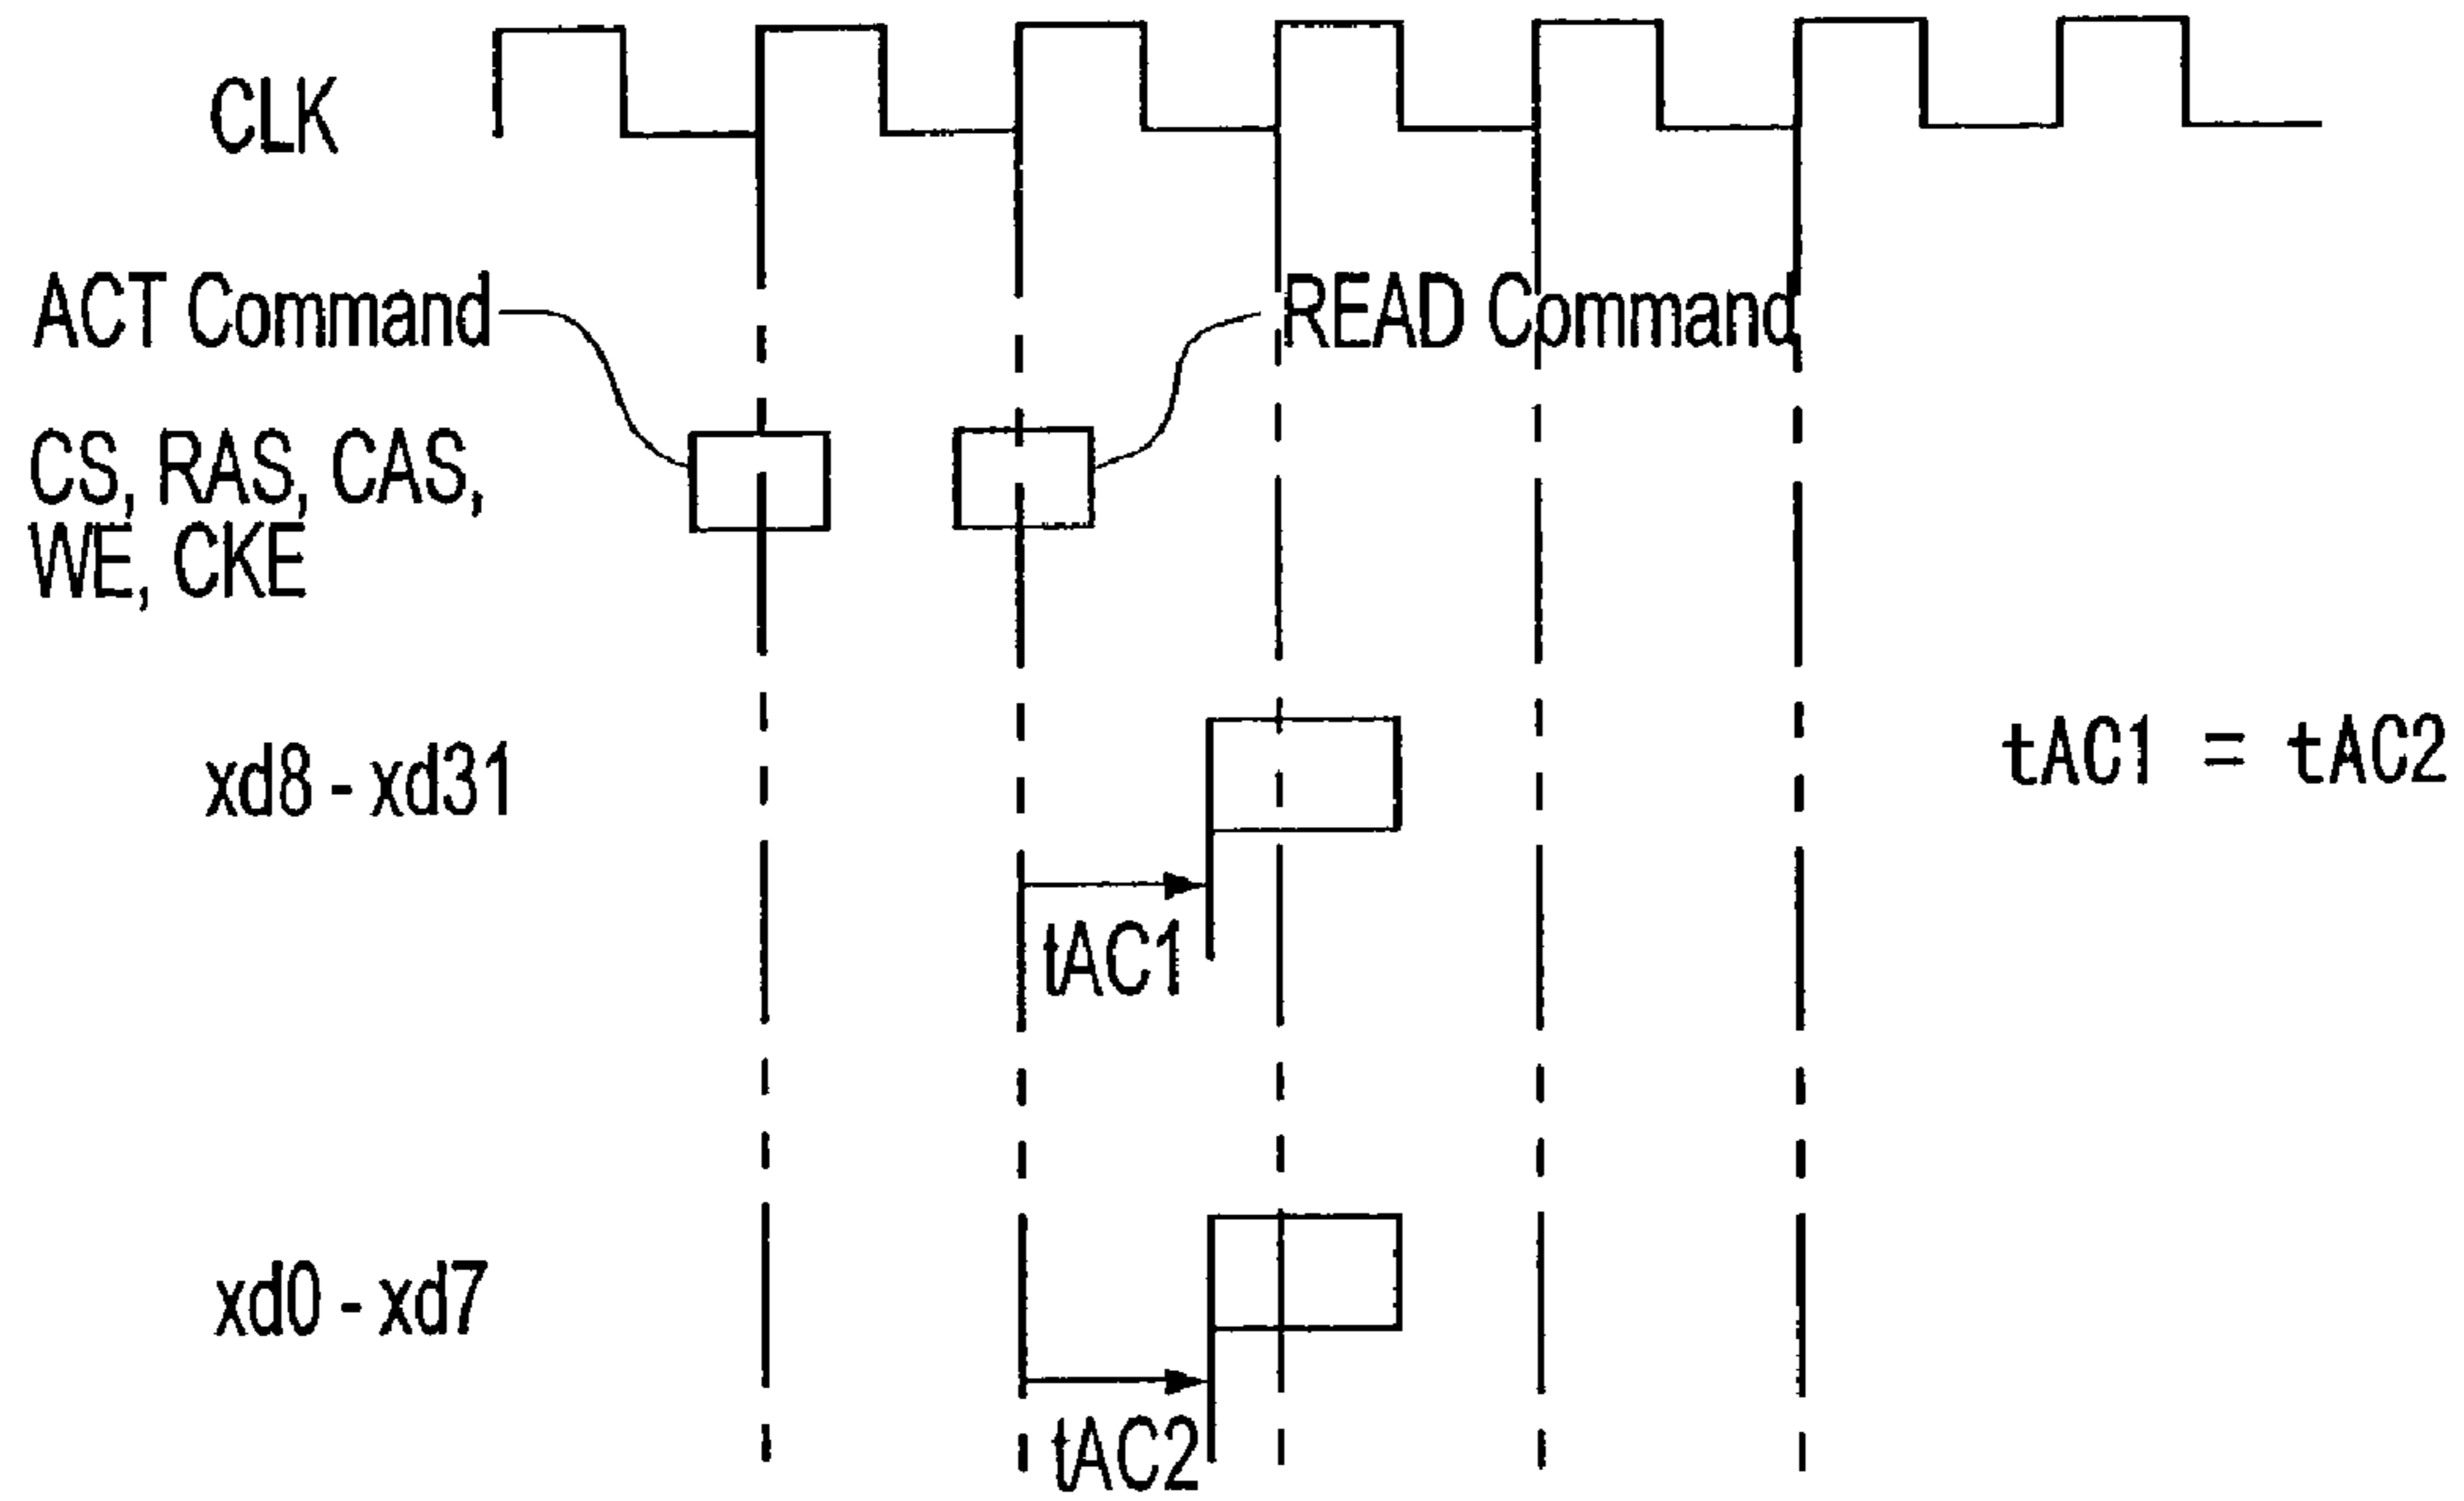 CLK
ACT Command
READ Command
CS, RAS, CAS,
WE, CKE
xd8 - xd31
tAC1 = tAC2
tAC1
xd0 - xd7
tAC2